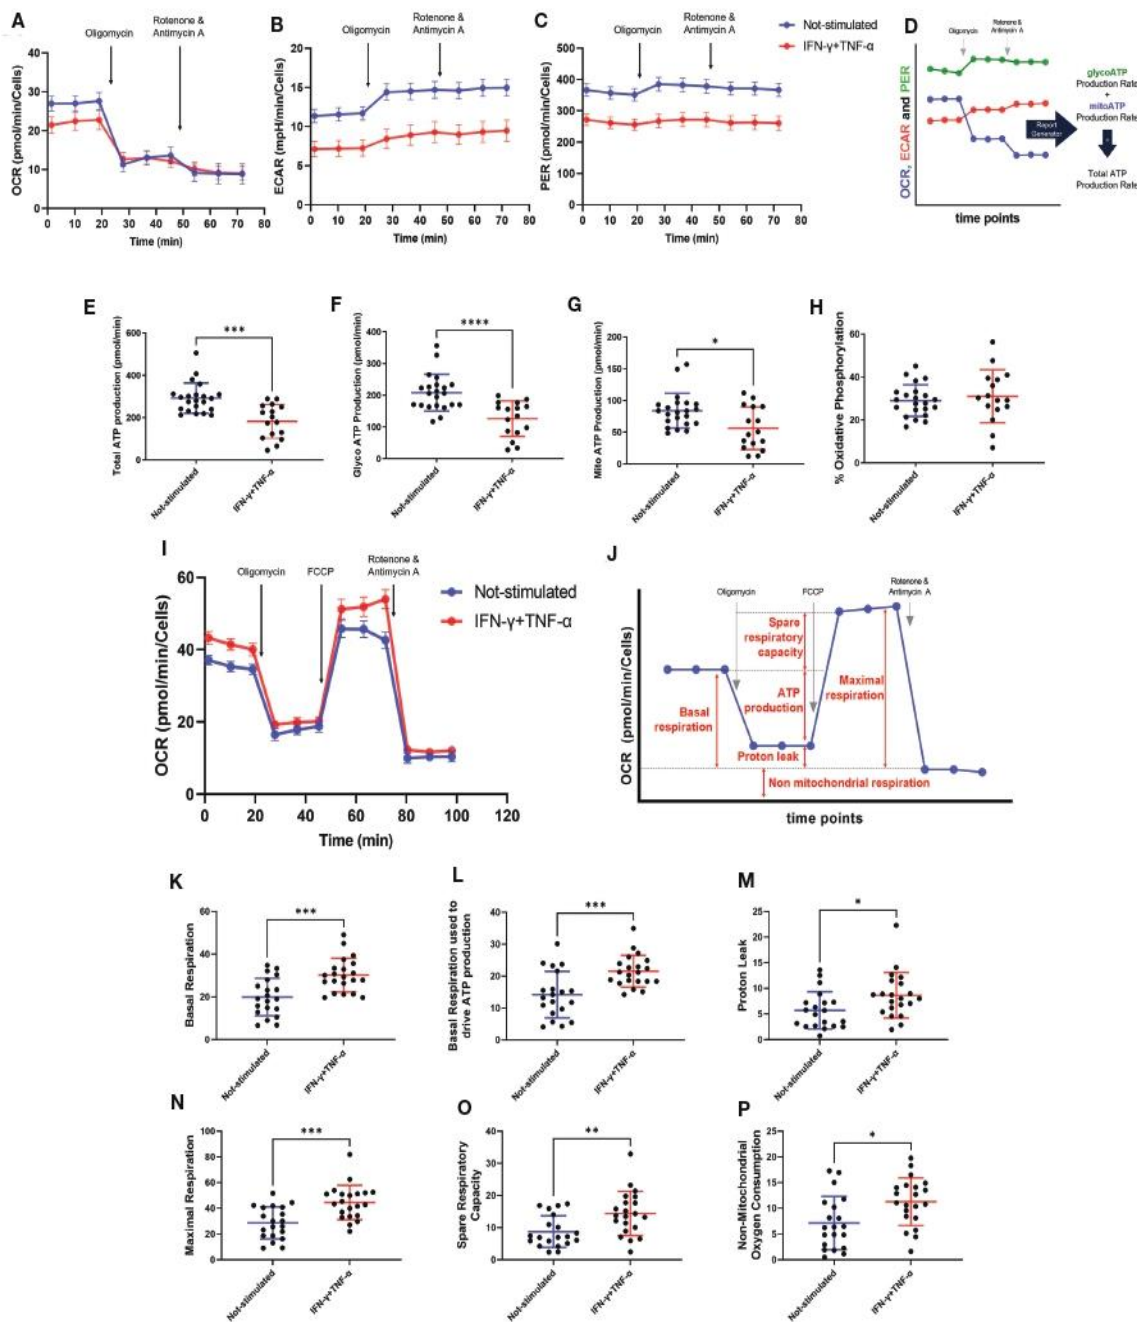 A
Oligomycin
Rotenone &
Antimycin A
OCR (pmol/min/Cells)
40
30
20
10
0
0 10 20 30 40 50 60 70 80
Time (min)
B
Oligomycin
Rotenone &
Antimycin A
ECAR (mpH/min/Cells)
20
15
10
5
0
0 10 20 30 40 50 60 70 80
Time (min)
C
Oligomycin
Rotenone &
Antimycin A
Not-stimulated
IFN-γ+TNF-α
PER (pmol/min/Cells)
500
400
300
200
100
0
0 10 20 30 40 50 60 70 80
Time (min)
D
Oligomycin
Rotenone &
Antimycin A
OCR, ECAR and PER
glycoATP
Production Rate
+
mitoATP
Production Rate
Report
Generator
Total ATP
Production Rate
time points
E
***
Total ATP production (pmol/min)
600
400
200
0
Not-stimulated
IFN-γ+TNF-α
F
****
Glyco ATP Production (pmol/min)
400
300
200
100
0
Not-stimulated
IFN-γ+TNF-α
G
*
Mito ATP Production (pmol/min)
200
150
100
50
0
Not-stimulated
IFN-γ+TNF-α
H
% Oxidative Phosphorylation
60
40
20
0
Not-stimulated
IFN-γ+TNF-α
I
Oligomycin
FCCP
Rotenone &
Antimycin A
Not-stimulated
IFN-γ+TNF-α
OCR (pmol/min/Cells)
60
40
20
0
0 20 40 60 80 100 120
Time (min)
J
Oligomycin
FCCP
Rotenone &
Antimycin A
OCR (pmol/min/Cells)
Spare
respiratory
capacity
Basal
respiration
ATP
production
Maximal
respiration
Proton leak
Non mitochondrial respiration
time points
K
***
Basal Respiration
60
40
20
0
Not-stimulated
IFN-γ+TNF-α
L
***
Basal Respiration used to
drive ATP production
40
30
20
10
0
Not-stimulated
IFN-γ+TNF-α
M
*
Proton Leak
25
20
15
10
5
0
Not-stimulated
IFN-γ+TNF-α
N
***
Maximal Respiration
100
80
60
40
20
0
Not-stimulated
IFN-γ+TNF-α
O
**
Spare Respiratory
Capacity
40
30
20
10
0
Not-stimulated
IFN-γ+TNF-α
P
*
Non-Mitochondrial
Oxygen Consumption
25
20
15
10
5
0
Not-stimulated
IFN-γ+TNF-α